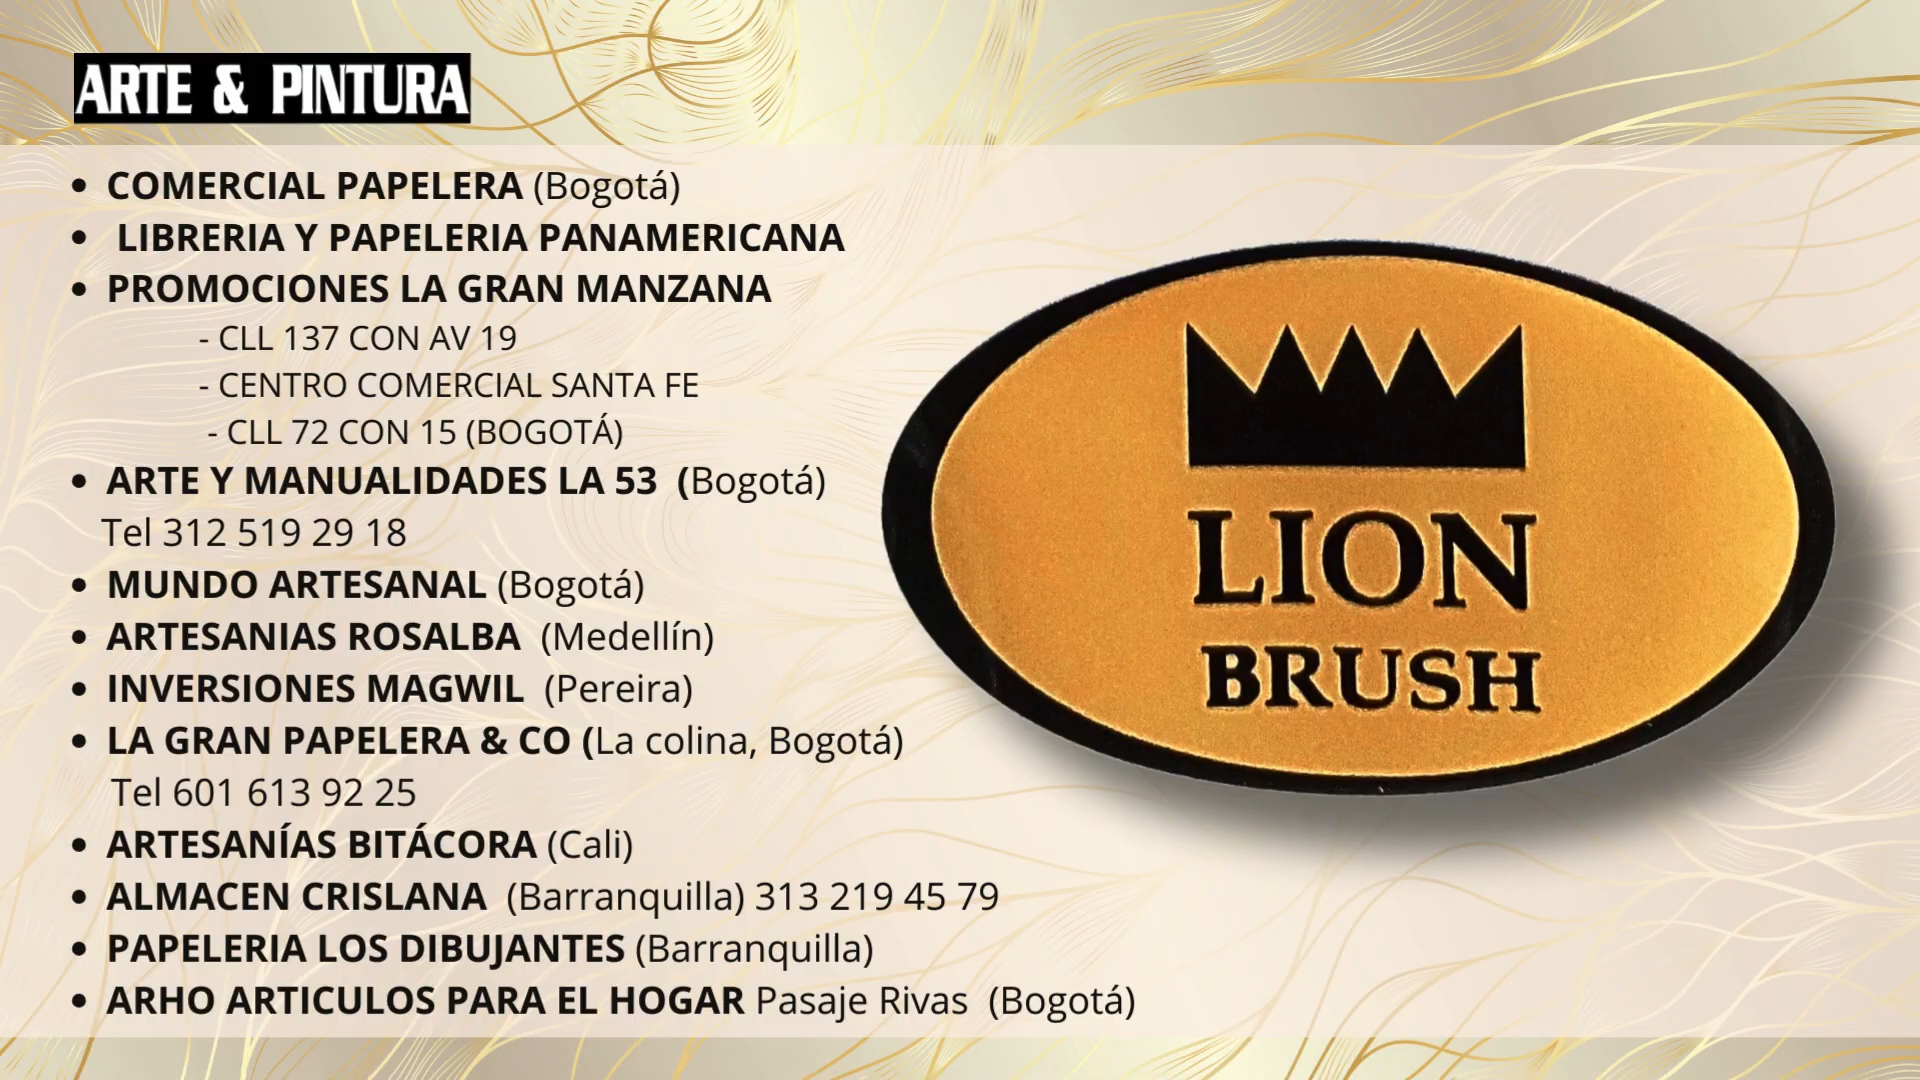 ARTE & PINTURA
• COMERCIAL PAPELERA (Bogotá)
• LIBRERIA Y PAPELERIA PANAMERICANA
• PROMOCIONES LA GRAN MANZANA
- CLL 137 CON AV 19
- CENTRO COMERCIAL SANTA FE
- CLL 72 CON 15 (BOGOTÁ)
• ARTE Y MANUALIDADES LA 53 (Bogotá)
Tel 312 519 29 18
• MUNDO ARTESANAL (Bogotá)
• ARTESANIAS ROSALBA (Medellín)
• INVERSIONES MAGWIL (Pereira)
• LA GRAN PAPELERA & CO (La colina, Bogotá)
Tel 601 613 92 25
• ARTESANÍAS BITÁCORA (Cali)
• ALMACEN CRISLANA (Barranquilla) 313 219 45 79
• PAPELERIA LOS DIBUJANTES (Barranquilla)
• ARHO ARTICULOS PARA EL HOGAR Pasaje Rivas (Bogotá)
LION
BRUSH